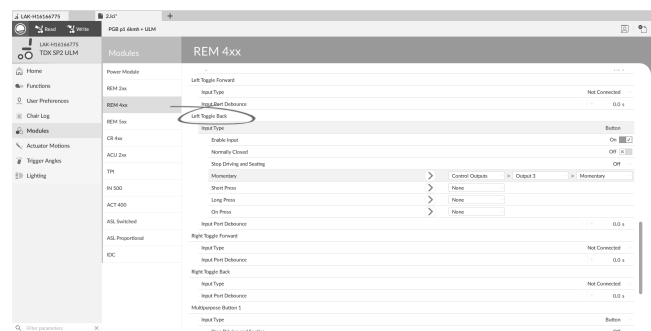 LAK-H16166775
2.lci*
+
Read
Write
PGB p1 6kmh + ULM
LAK-H16166775
TDX SP2 ULM
Home
Functions
User Preferences
Chair Log
Modules
Actuator Motions
Trigger Angles
Lighting
Filter parameters
Modules
Power Module
REM 2xx
REM 4xx
REM 5xx
CR 4xx
ACU 2xx
TPI
IN 500
ACT 400
ASL Switched
ASL Proportional
IDC
REM 4xx
Left Toggle Forward
Input Type Not Connected
Input Port Debounce 0.0 s
Left Toggle Back
Input Type Button
Enable Input On
Normally Closed Off
Stop Driving and Seating Off
Momentary Control Outputs Output 3 Momentary
Short Press None
Long Press None
On Press None
Input Port Debounce 0.0 s
Right Toggle Forward
Input Type Not Connected
Input Port Debounce 0.0 s
Right Toggle Back
Input Type Not Connected
Input Port Debounce 0.0 s
Multipurpose Button 1
Input Type Button